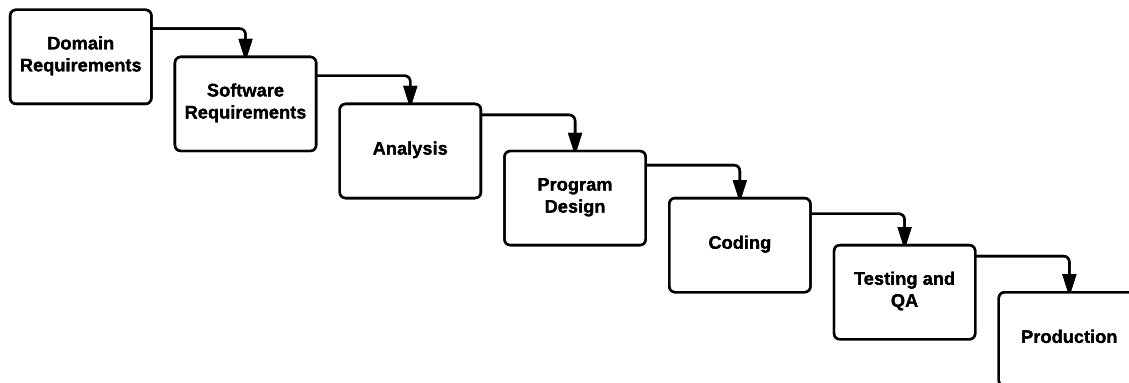 Domain
Requirements
Software
Requirements
Analysis
Program
Design
Coding
Testing and
QA
Production